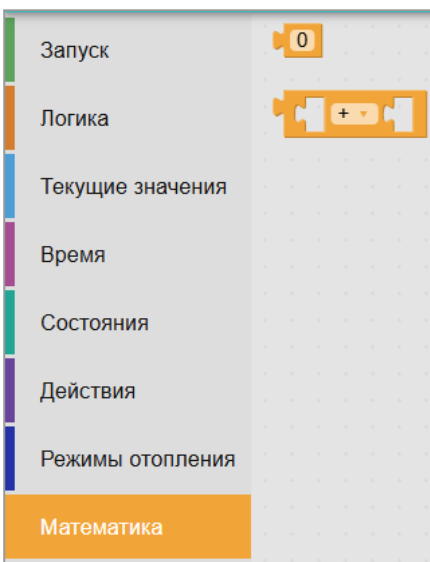 Запуск
0
Логика
+
Текущие значения
Время
Состояния
Действия
Режимы отопления
Математика